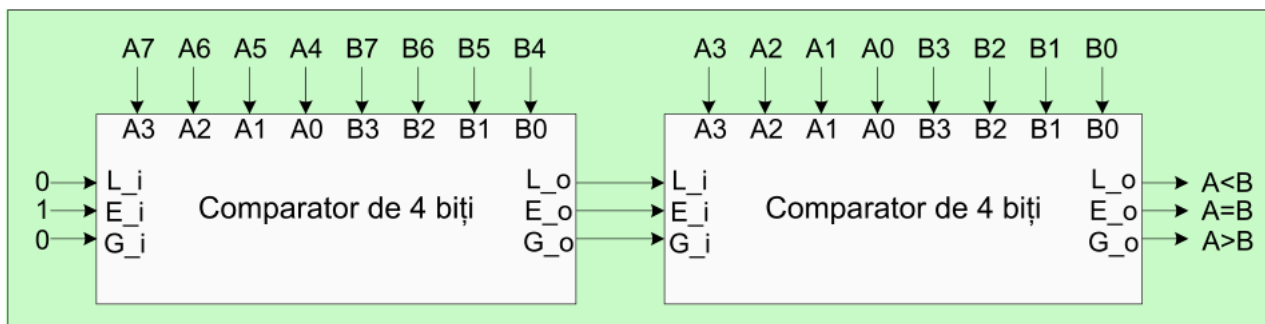 A7 A6 A5 A4 B7 B6 B5 B4 A3 A2 A1 A0 B3 B2 B1 B0
A3 A2 A1 A0 B3 B2 B1 B0 A3 A2 A1 A0 B3 B2 B1 B0
0 L_i L_o L_i L_o A<B
1 E_i Comparator de 4 biți E_o E_i Comparator de 4 biți E_o A=B
0 G_i G_o G_i G_o A>B